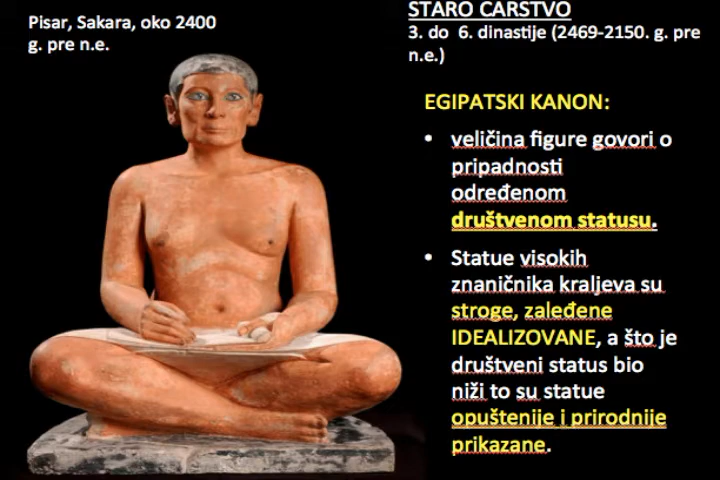 Pisar, Sakara, oko 2400
g. pre n.e.
STARO CARSTVO
3. do 6. dinastije (2469-2150. g. pre
n.e.)
EGIPATSKI KANON:
• veličina figure govori o
pripadnosti
određenom
društvenom statusu.
• Statue visokih
znaničnika kraljeva su
stroge, zaleđene
IDEALIZOVANE, a što je
društveni status bio
niži to su statue
opuštenije i prirodnije
prikazane.